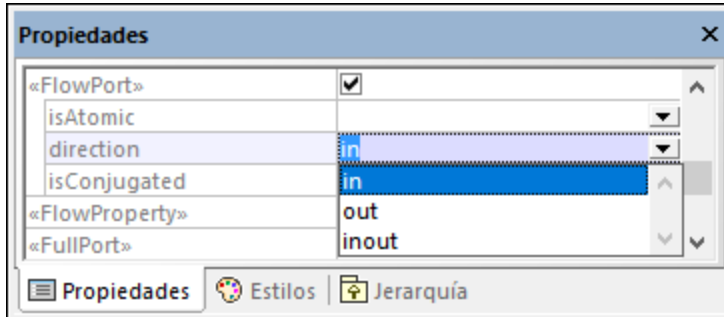 Propiedades
«FlowPort»
isAtomic
direction in
isConjugated in
«FlowProperty» out
«FullPort» inout
Propiedades Estilos Jerarquía